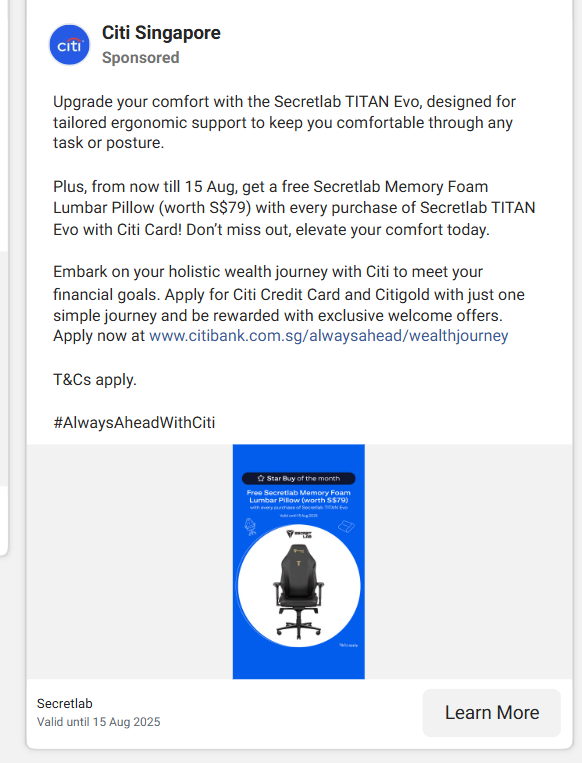 citi
Citi Singapore
Sponsored
Upgrade your comfort with the Secretlab TITAN Evo, designed for
tailored ergonomic support to keep you comfortable through any
task or posture.
Plus, from now till 15 Aug, get a free Secretlab Memory Foam
Lumbar Pillow (worth S$79) with every purchase of Secretlab TITAN
Evo with Citi Card! Don’t miss out, elevate your comfort today.
Embark on your holistic wealth journey with Citi to meet your
financial goals. Apply for Citi Credit Card and Citigold with just one
simple journey and be rewarded with exclusive welcome offers.
Apply now at www.citibank.com.sg/alwaysahead/wealthjourney
T&Cs apply.
#AlwaysAheadWithCiti
Star Buy of the month
Free Secretlab Memory Foam
Lumbar Pillow (worth S$79)
with every purchase of Secretlab TITAN Evo
Valid until 15 Aug 2025
SECRET
LAB
T&Cs apply
Secretlab
Valid until 15 Aug 2025
Learn More